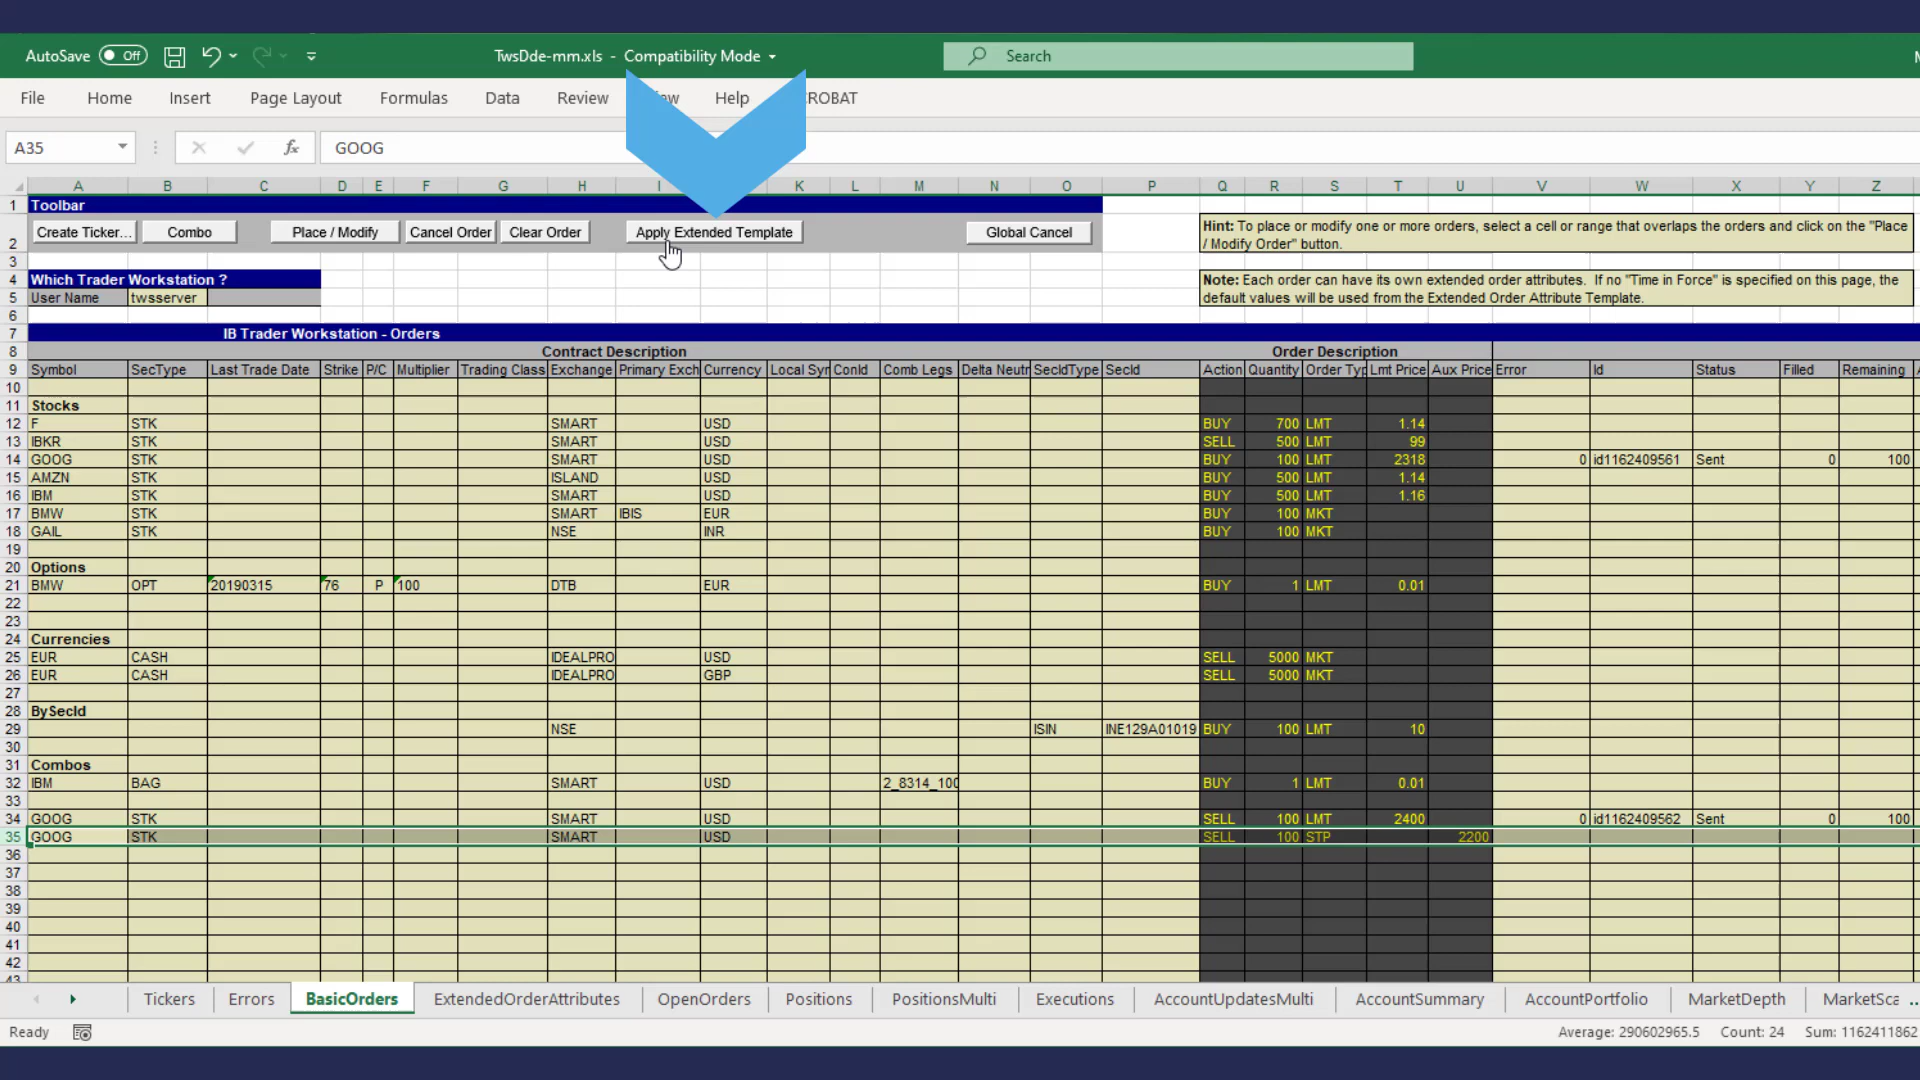 AutoSave Off TwsDde-mm.xls - Compatibility Mode Search
File Home Insert Page Layout Formulas Data Review Help
A35 fx GOOG
A B C D E F G H I K L M N O P Q R S T U V W X Y Z
1 Toolbar
2 Create Ticker... Combo Place / Modify Cancel Order Clear Order Apply Extended Template Global Cancel
Hint: To place or modify one or more orders, select a cell or range that overlaps the orders and click on the "Place
/ Modify Order" button.
3
4 Which Trader Workstation ?
5 User Name twsserver
Note: Each order can have its own extended order attributes. If no "Time in Force" is specified on this page, the
default values will be used from the Extended Order Attribute Template.
6
7 IB Trader Workstation - Orders
8 Contract Description Order Description
9 Symbol SecType Last Trade Date Strike P/C Multiplier Trading Class Exchange Primary Exch Currency Local Syr ConId Comb Legs Delta Neutr SecIdType SecId Action Quantity Order Typ Lmt Price Aux Price Error Id Status Filled Remaining
10
11 Stocks
12 F STK SMART USD BUY 700 LMT 1.14
13 IBKR STK SMART USD SELL 500 LMT 99
14 GOOG STK SMART USD BUY 100 LMT 2318 0 id1162409561 Sent 0 100
15 AMZN STK ISLAND USD BUY 500 LMT 1.14
16 IBM STK SMART USD BUY 500 LMT 1.16
17 BMW STK SMART IBIS EUR BUY 100 MKT
18 GAIL STK NSE INR BUY 100 MKT
19
20 Options
21 BMW OPT 20190315 76 P 100 DTB EUR BUY 1 LMT 0.01
22
23
24 Currencies
25 EUR CASH IDEALPRO USD SELL 5000 MKT
26 EUR CASH IDEALPRO GBP SELL 5000 MKT
27
28 BySecId
29 NSE ISIN INE129A01019 BUY 100 LMT 10
30
31 Combos
32 IBM BAG SMART USD 2_8314_100 BUY 1 LMT 0.01
33
34 GOOG STK SMART USD SELL 100 LMT 2400 0 id1162409562 Sent 0 100
35 GOOG STK SMART USD SELL 100 STP 2200
36
37
38
39
40
41
42
43
Tickers Errors BasicOrders ExtendedOrderAttributes OpenOrders Positions PositionsMulti Executions AccountUpdatesMulti AccountSummary AccountPortfolio MarketDepth MarketSca ...
Ready Average: 290602965.5 Count: 24 Sum: 1162411862